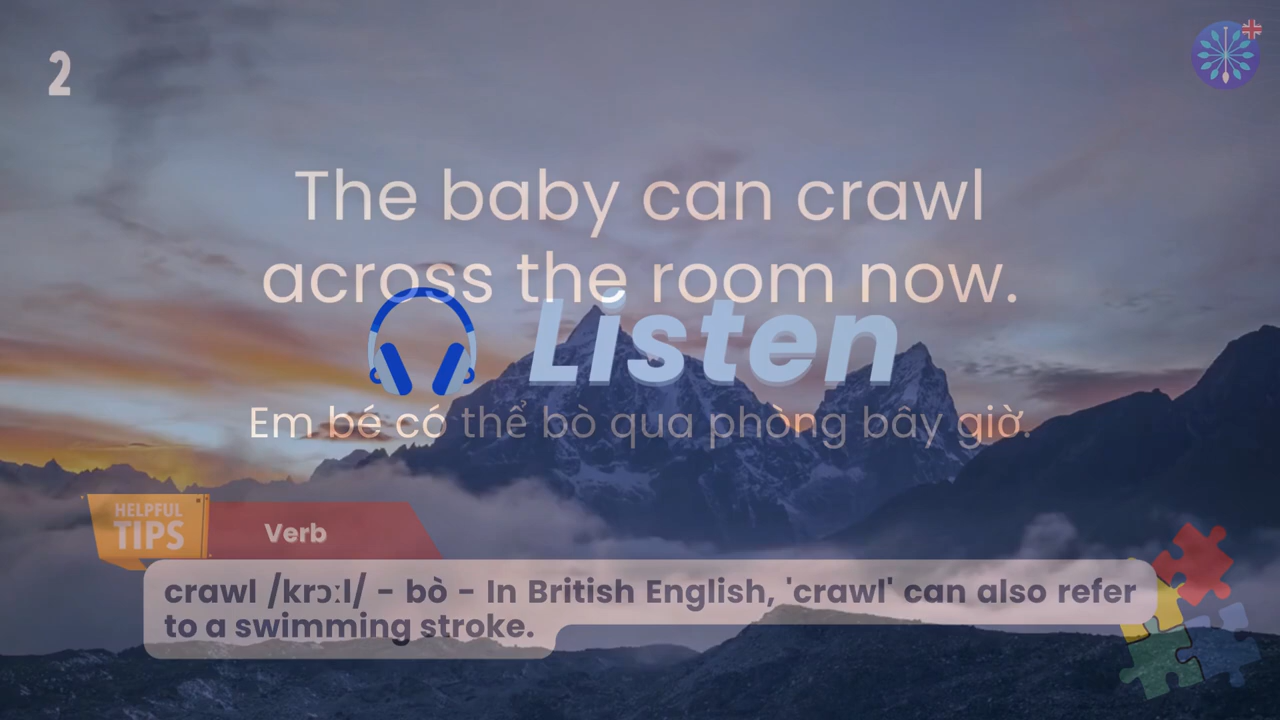 2
The baby can crawl
across the room now.
Listen
Em bé có thể bò qua phòng bây giờ.
HELPFUL
TIPS
Verb
crawl /krɔːl/ - bò - In British English, 'crawl' can also refer
to a swimming stroke.